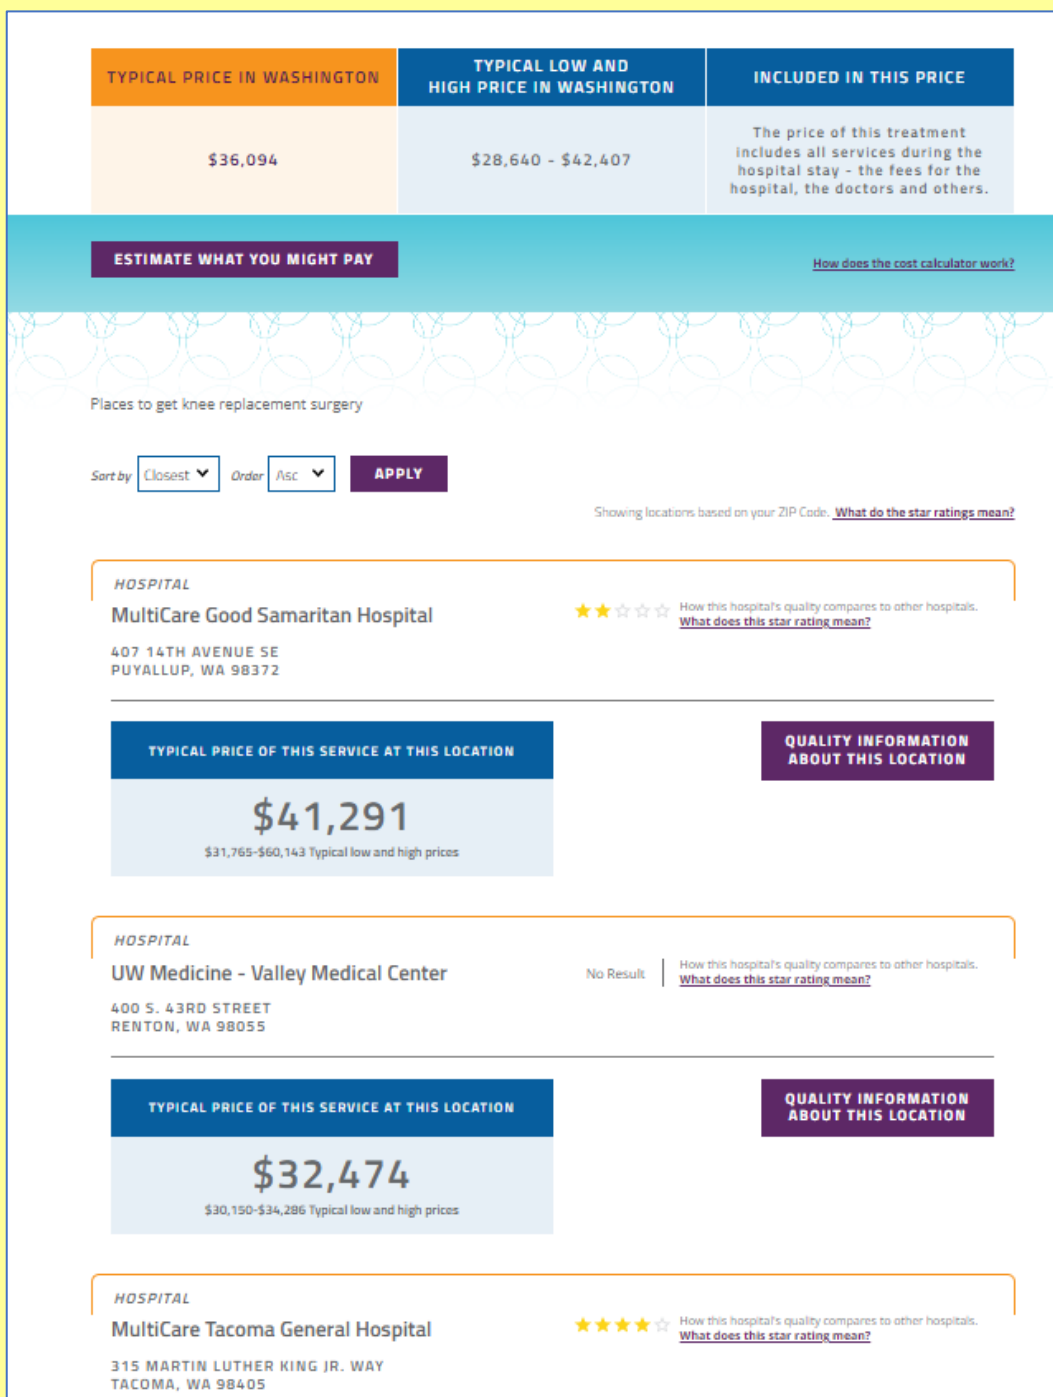 TYPICAL PRICE IN WASHINGTON
TYPICAL LOW AND
HIGH PRICE IN WASHINGTON
INCLUDED IN THIS PRICE
$36,094
$28,640 - $42,407
The price of this treatment
includes all services during the
hospital stay - the fees for the
hospital, the doctors and others.
ESTIMATE WHAT YOU MIGHT PAY
How does the cost calculator work?
Places to get knee replacement surgery
Sort by Closest Order Asc APPLY
Showing locations based on your ZIP Code. What do the star ratings mean?
HOSPITAL
MultiCare Good Samaritan Hospital
How this hospital's quality compares to other hospitals.
What does this star rating mean?
407 14TH AVENUE SE
PUYALLUP, WA 98372
TYPICAL PRICE OF THIS SERVICE AT THIS LOCATION
QUALITY INFORMATION
ABOUT THIS LOCATION
$41,291
$31,765-$60,143 Typical low and high prices
HOSPITAL
UW Medicine - Valley Medical Center
No Result
How this hospital's quality compares to other hospitals.
What does this star rating mean?
400 S. 43RD STREET
RENTON, WA 98055
TYPICAL PRICE OF THIS SERVICE AT THIS LOCATION
QUALITY INFORMATION
ABOUT THIS LOCATION
$32,474
$30,150-$34,286 Typical low and high prices
HOSPITAL
MultiCare Tacoma General Hospital
How this hospital's quality compares to other hospitals.
What does this star rating mean?
315 MARTIN LUTHER KING JR. WAY
TACOMA, WA 98405